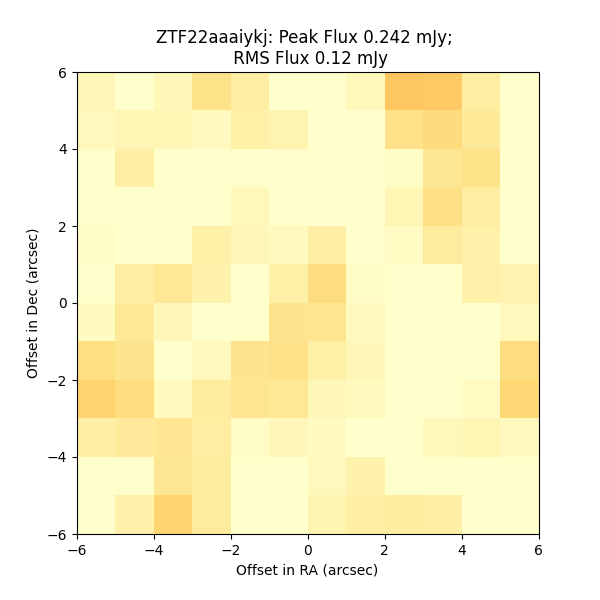 ZTF22aaaiykj: Peak Flux 0.242 mJy;
RMS Flux 0.12 mJy
6
4
2
0
−2
−4
−6
Offset in Dec (arcsec)
−6 −4 −2 0 2 4 6
Offset in RA (arcsec)